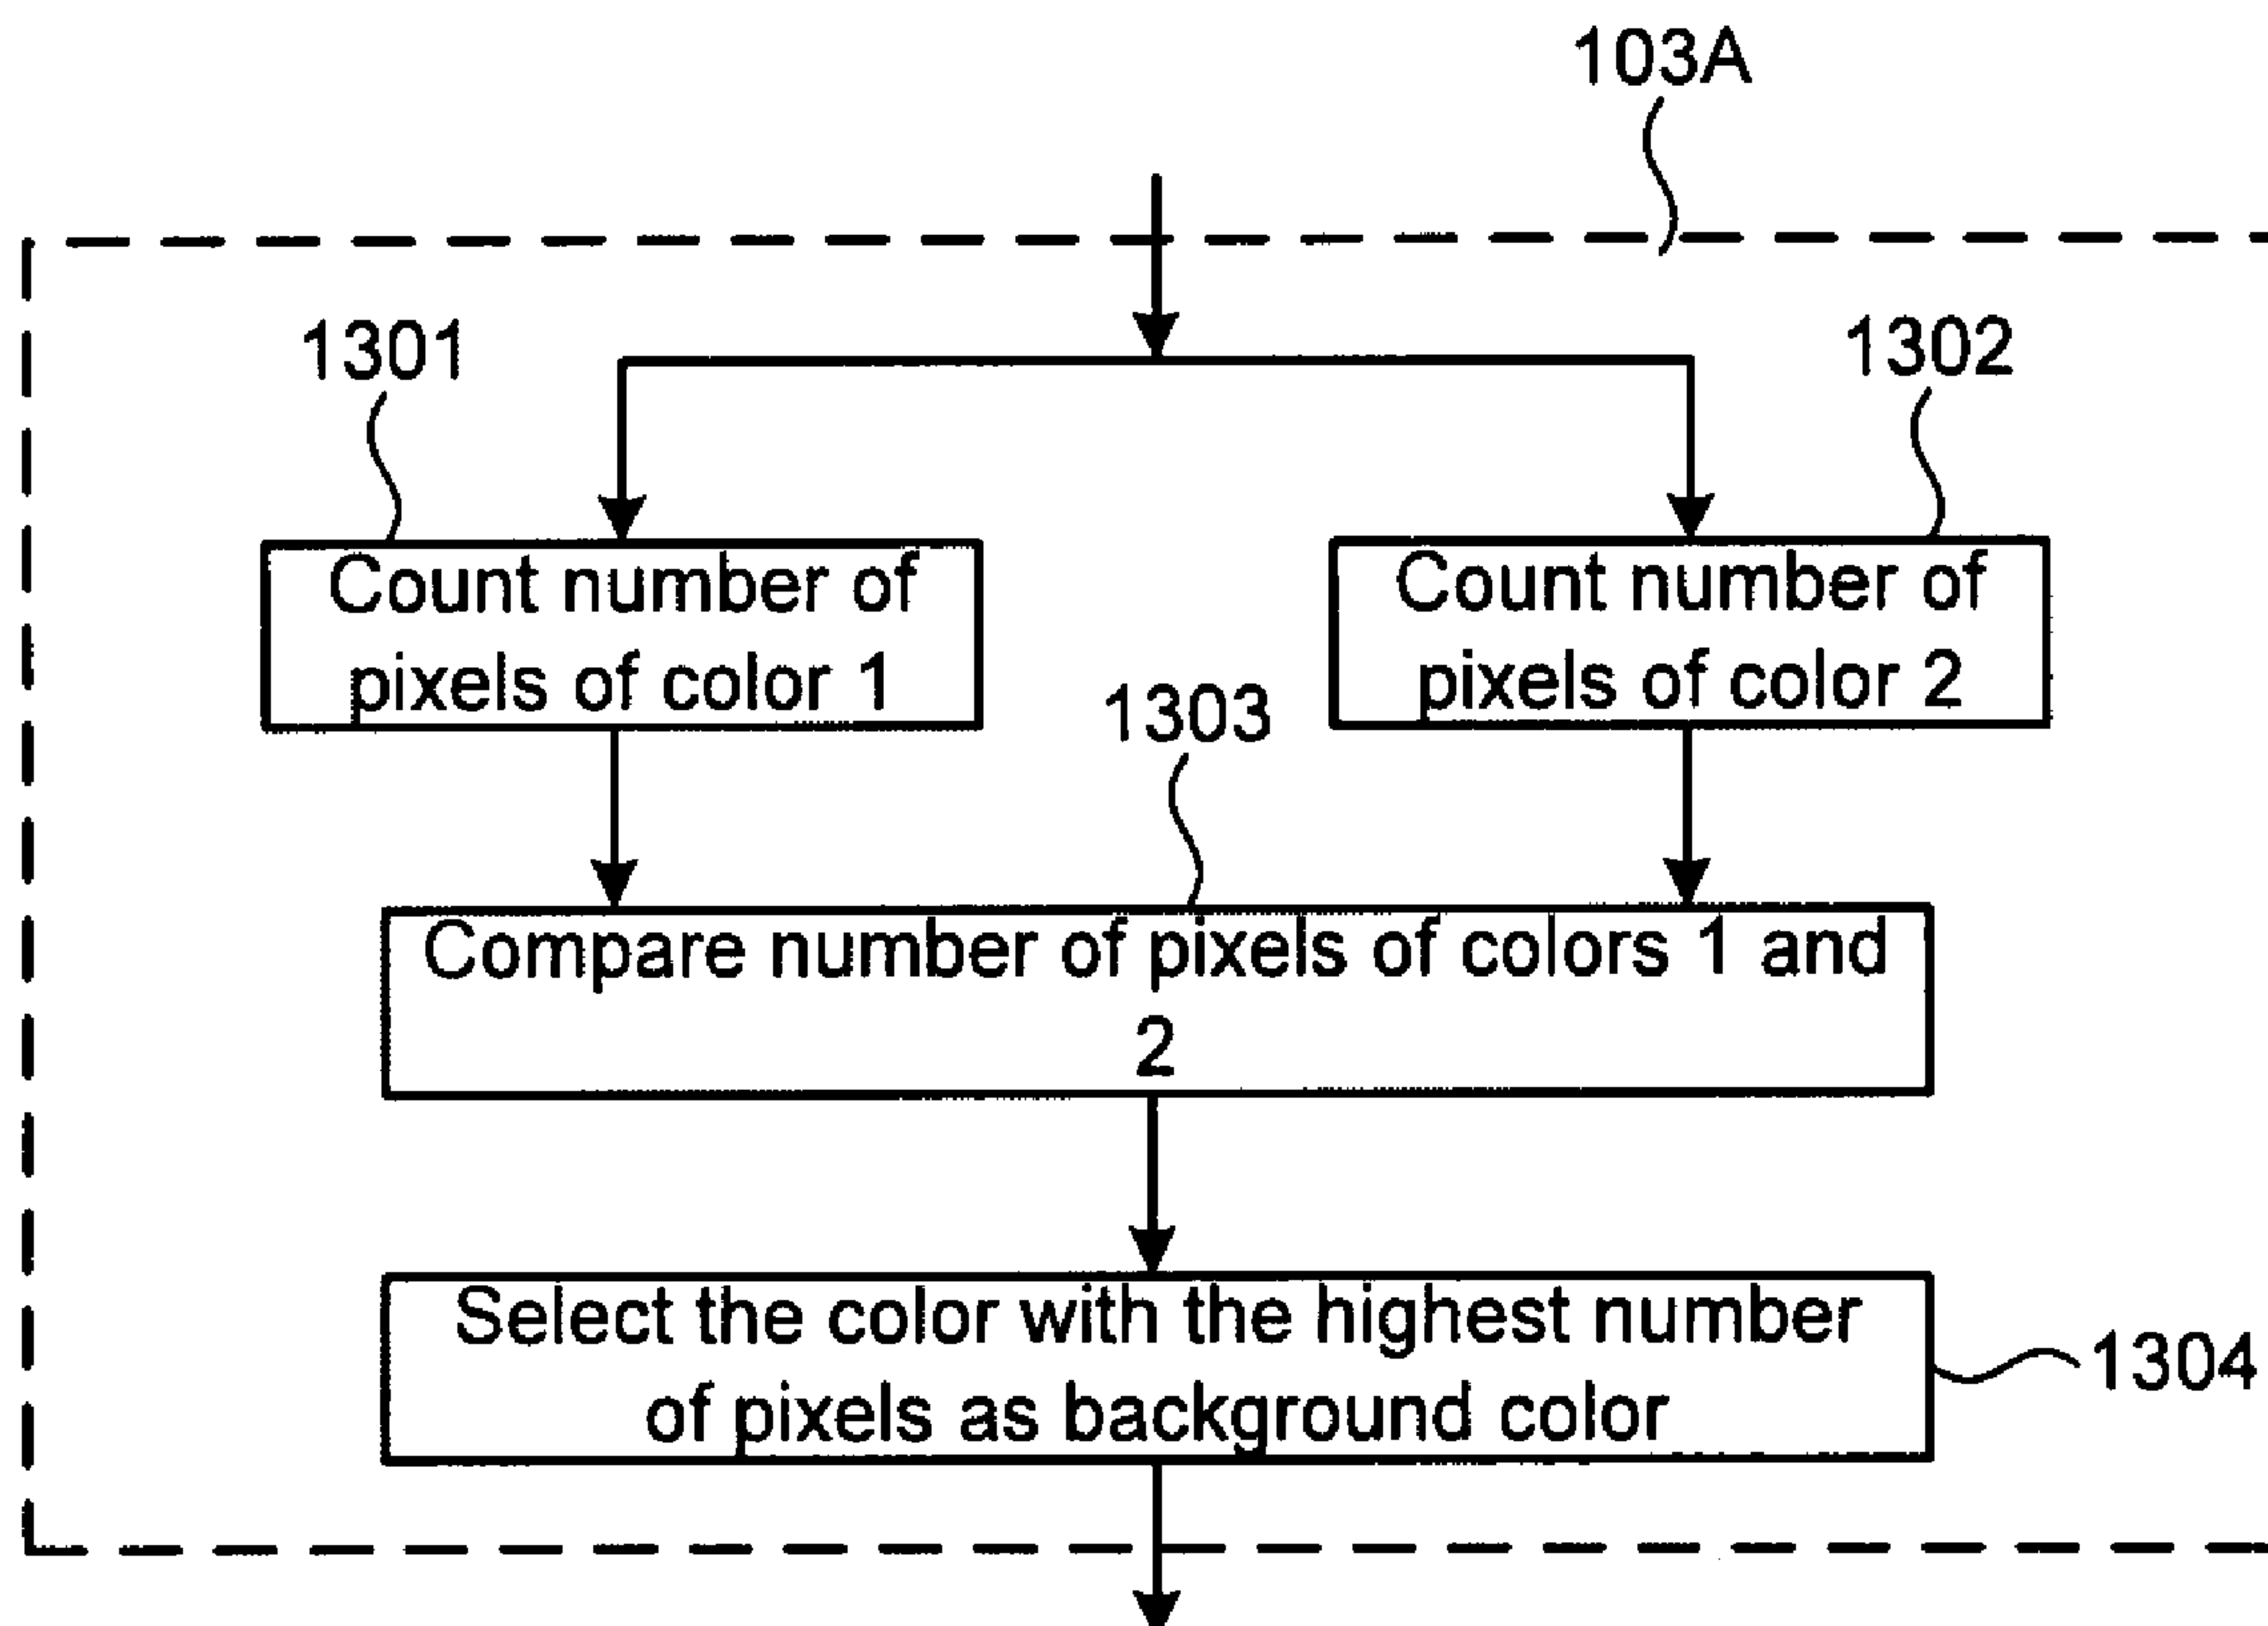 103A
1301
1302
Count number of
pixels of color 1
Count number of
pixels of color 2
1303
Compare number of pixels of colors 1 and
2
Select the color with the highest number
of pixels as background color
1304